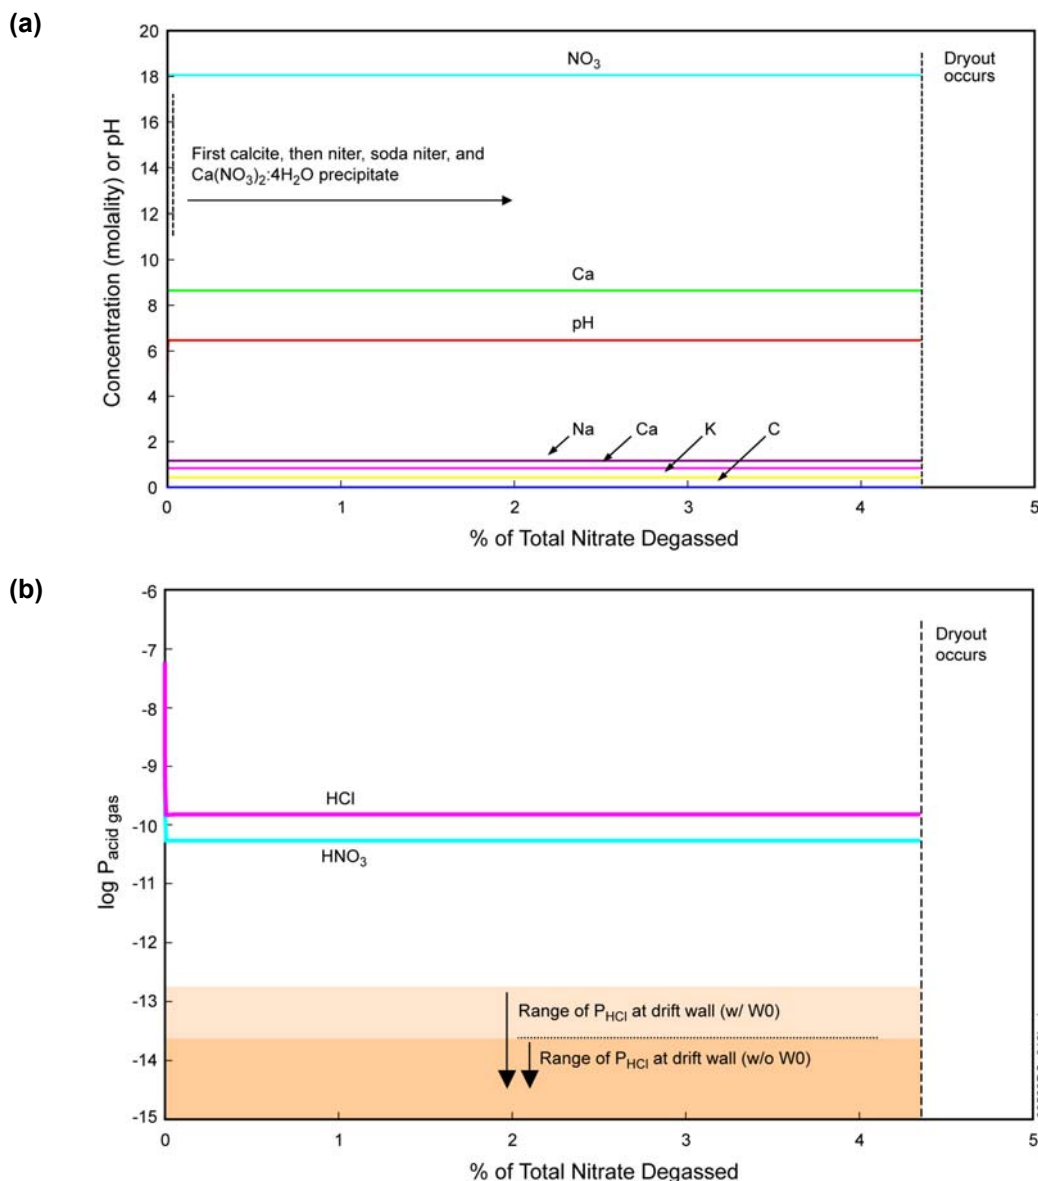 (a)
20
18
16
14
12
10
8
6
4
2
0
Concentration (molality) or pH
NO3
Dryout
occurs
First calcite, then niter, soda niter, and
Ca(NO3)2:4H2O precipitate
Ca
pH
Na Ca K C
0 1 2 3 4 5
% of Total Nitrate Degassed
(b)
-6
-7
-8
-9
-10
-11
-12
-13
-14
-15
log Pacid gas
Dryout
occurs
HCl
HNO3
Range of PHCl at drift wall (w/ W0)
Range of PHCl at drift wall (w/o W0)
0 1 2 3 4 5
% of Total Nitrate Degassed